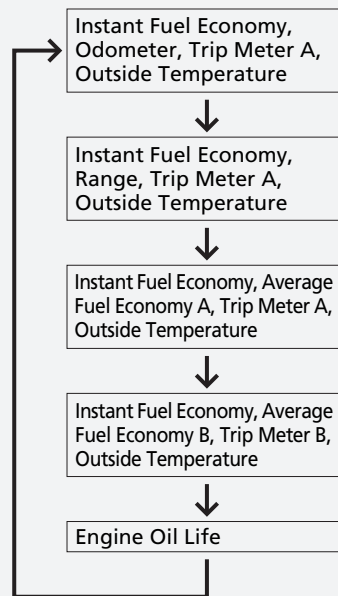 Instant Fuel Economy,
Odometer, Trip Meter A,
Outside Temperature
Instant Fuel Economy,
Range, Trip Meter A,
Outside Temperature
Instant Fuel Economy, Average
Fuel Economy A, Trip Meter A,
Outside Temperature
Instant Fuel Economy, Average
Fuel Economy B, Trip Meter B,
Outside Temperature
Engine Oil Life